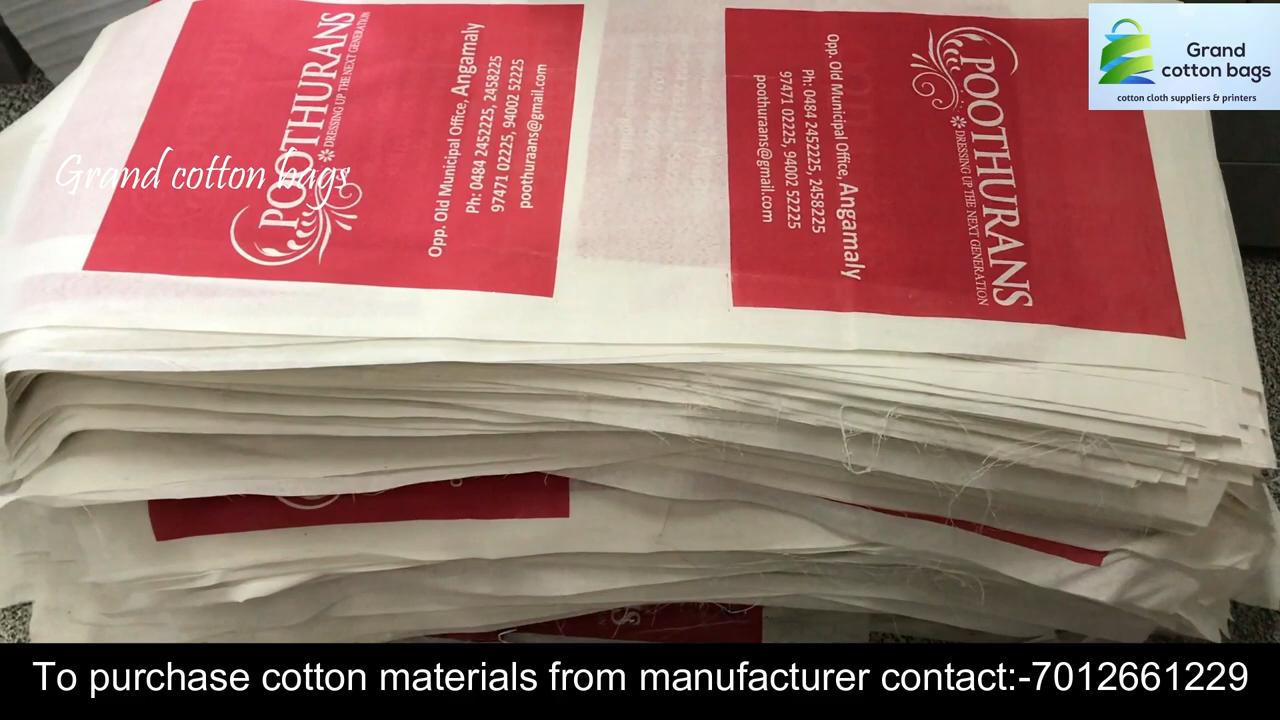 POOTHURANS
DRESSING UP THE NEXT GENERATION
Opp. Old Municipal Office, Angamaly
Ph: 0484 2452225, 2458225
97471 02225, 94002 52225
poothuraans@gmail.com
POOTHURANS
DRESSING UP THE NEXT GENERATION
Opp. Old Municipal Office, Angamaly
Ph: 0484 2452225, 2458225
97471 02225, 94002 52225
poothuraans@gmail.com
Grand
cotton bags
cotton cloth suppliers & printers
Grand cotton bags
To purchase cotton materials from manufacturer contact:-7012661229